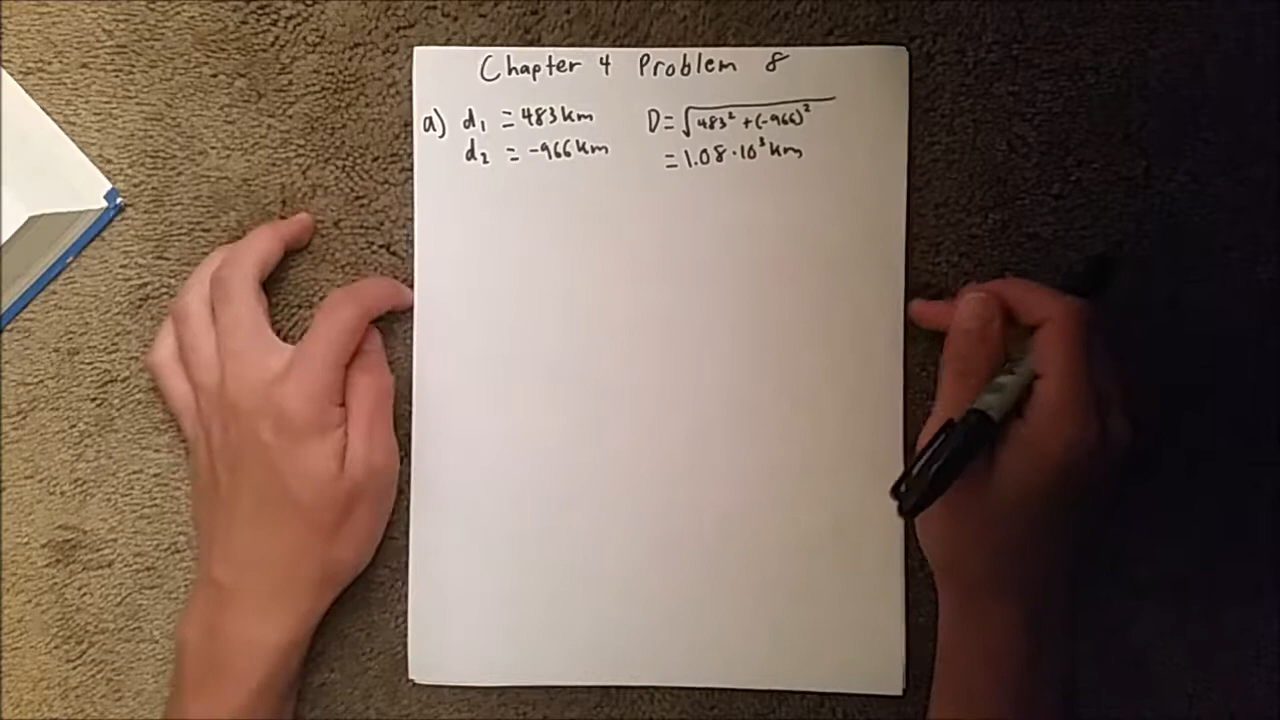 Chapter 4 Problem 8
a) d₁ = 483 km D = √483² + (-966)²
d₂ = -966 km = 1.08 · 10³ km